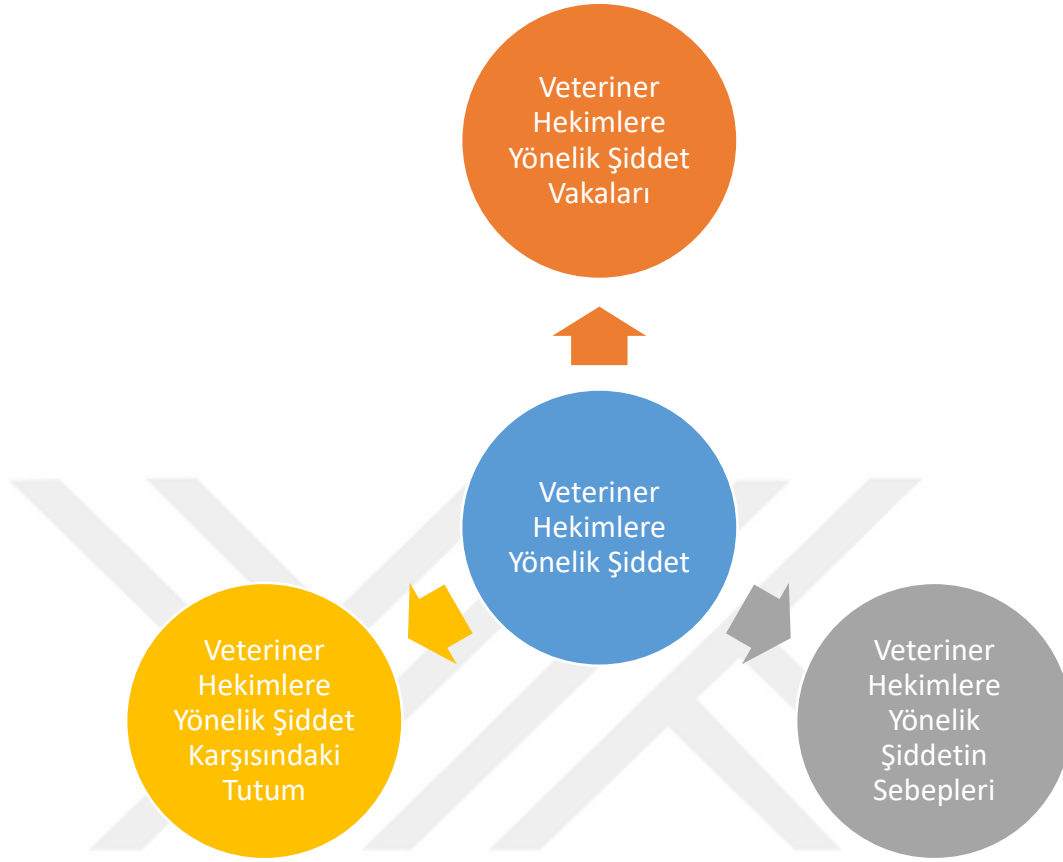 Veteriner
Hekimlere
Yönelik Şiddet
Vakaları
Veteriner
Hekimlere
Yönelik Şiddet
Veteriner
Hekimlere
Yönelik Şiddet
Karşısındaki
Tutum
Veteriner
Hekimlere
Yönelik
Şiddetin
Sebepleri